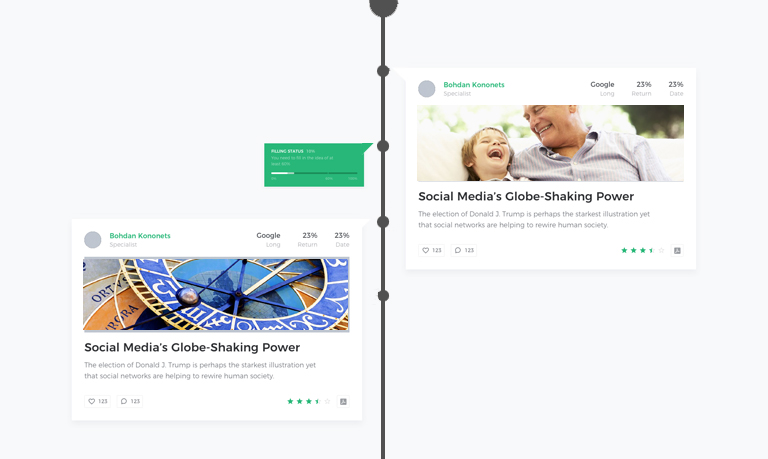 Bohdan Kononets
Specialist
Google 23% 23%
Long Return Date
Social Media's Globe-Shaking Power
The election of Donald J. Trump is perhaps the starkest illustration yet
that social networks are helping to rewire human society.
123 123
FILLING STATUS
You need to fill in the data of at
least 50%
Bohdan Kononets
Specialist
Google 23% 23%
Long Return Date
ORTV
RORA
Social Media's Globe-Shaking Power
The election of Donald J. Trump is perhaps the starkest illustration yet
that social networks are helping to rewire human society.
123 123